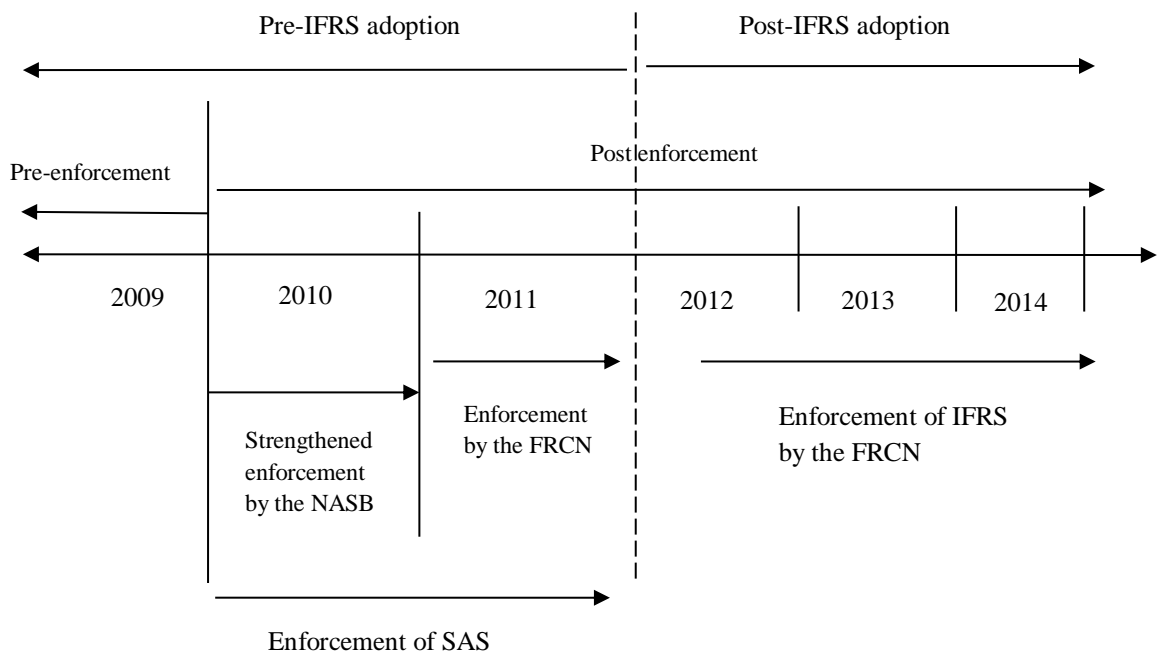 Pre-IFRS adoption
Post-IFRS adoption
Post enforcement
Pre-enforcement
2009
2010
2011
2012
2013
2014
Enforcement
by the FRCN
Enforcement of IFRS
by the FRCN
Strengthened
enforcement
by the NASB
Enforcement of SAS